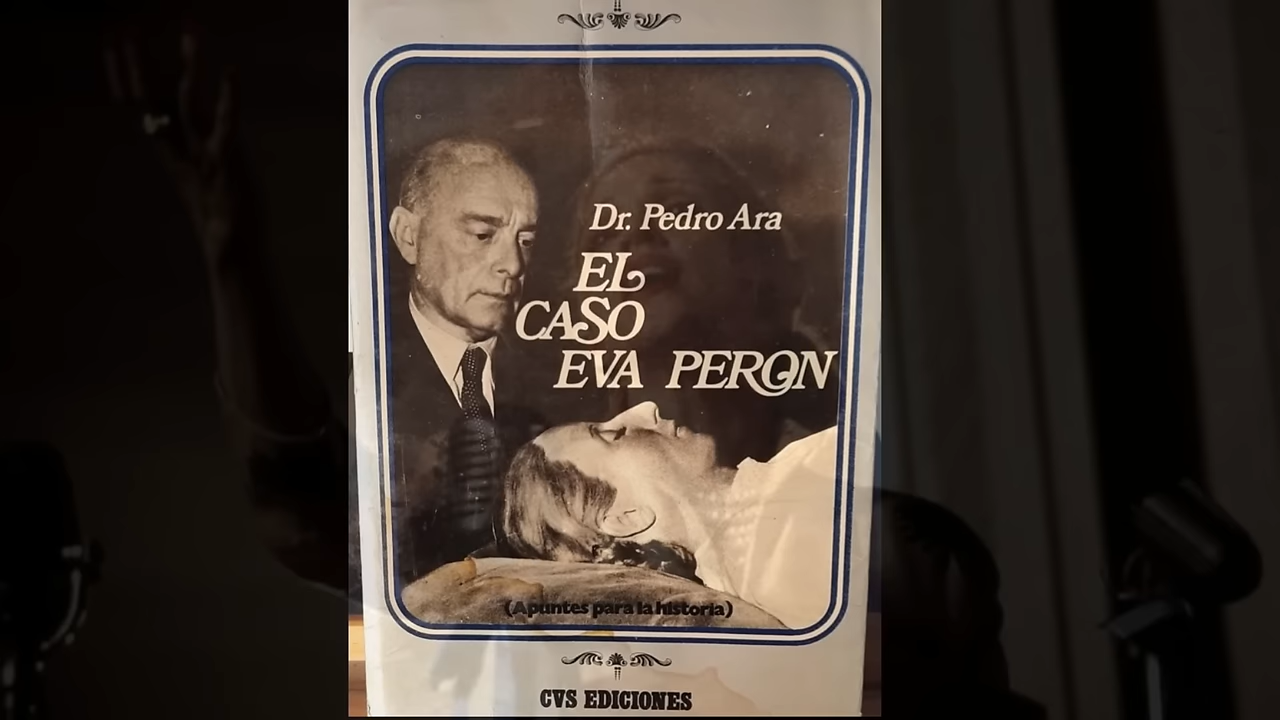 Dr. Pedro Ara
EL
CASO
EVA PERON
(Apuntes para la historia)
CVS EDICIONES